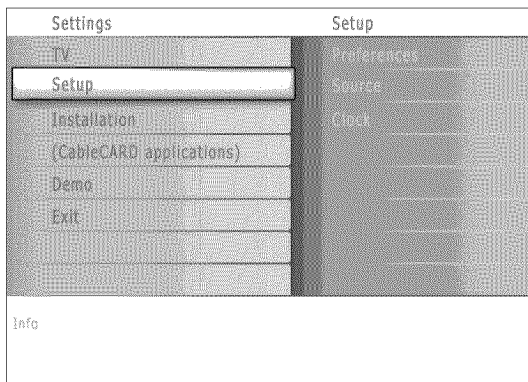 Settings
TV
Setup
Installation
(CableCARD applications)
Demo
Exit
Setup
Preferences
Source
Clock
Info